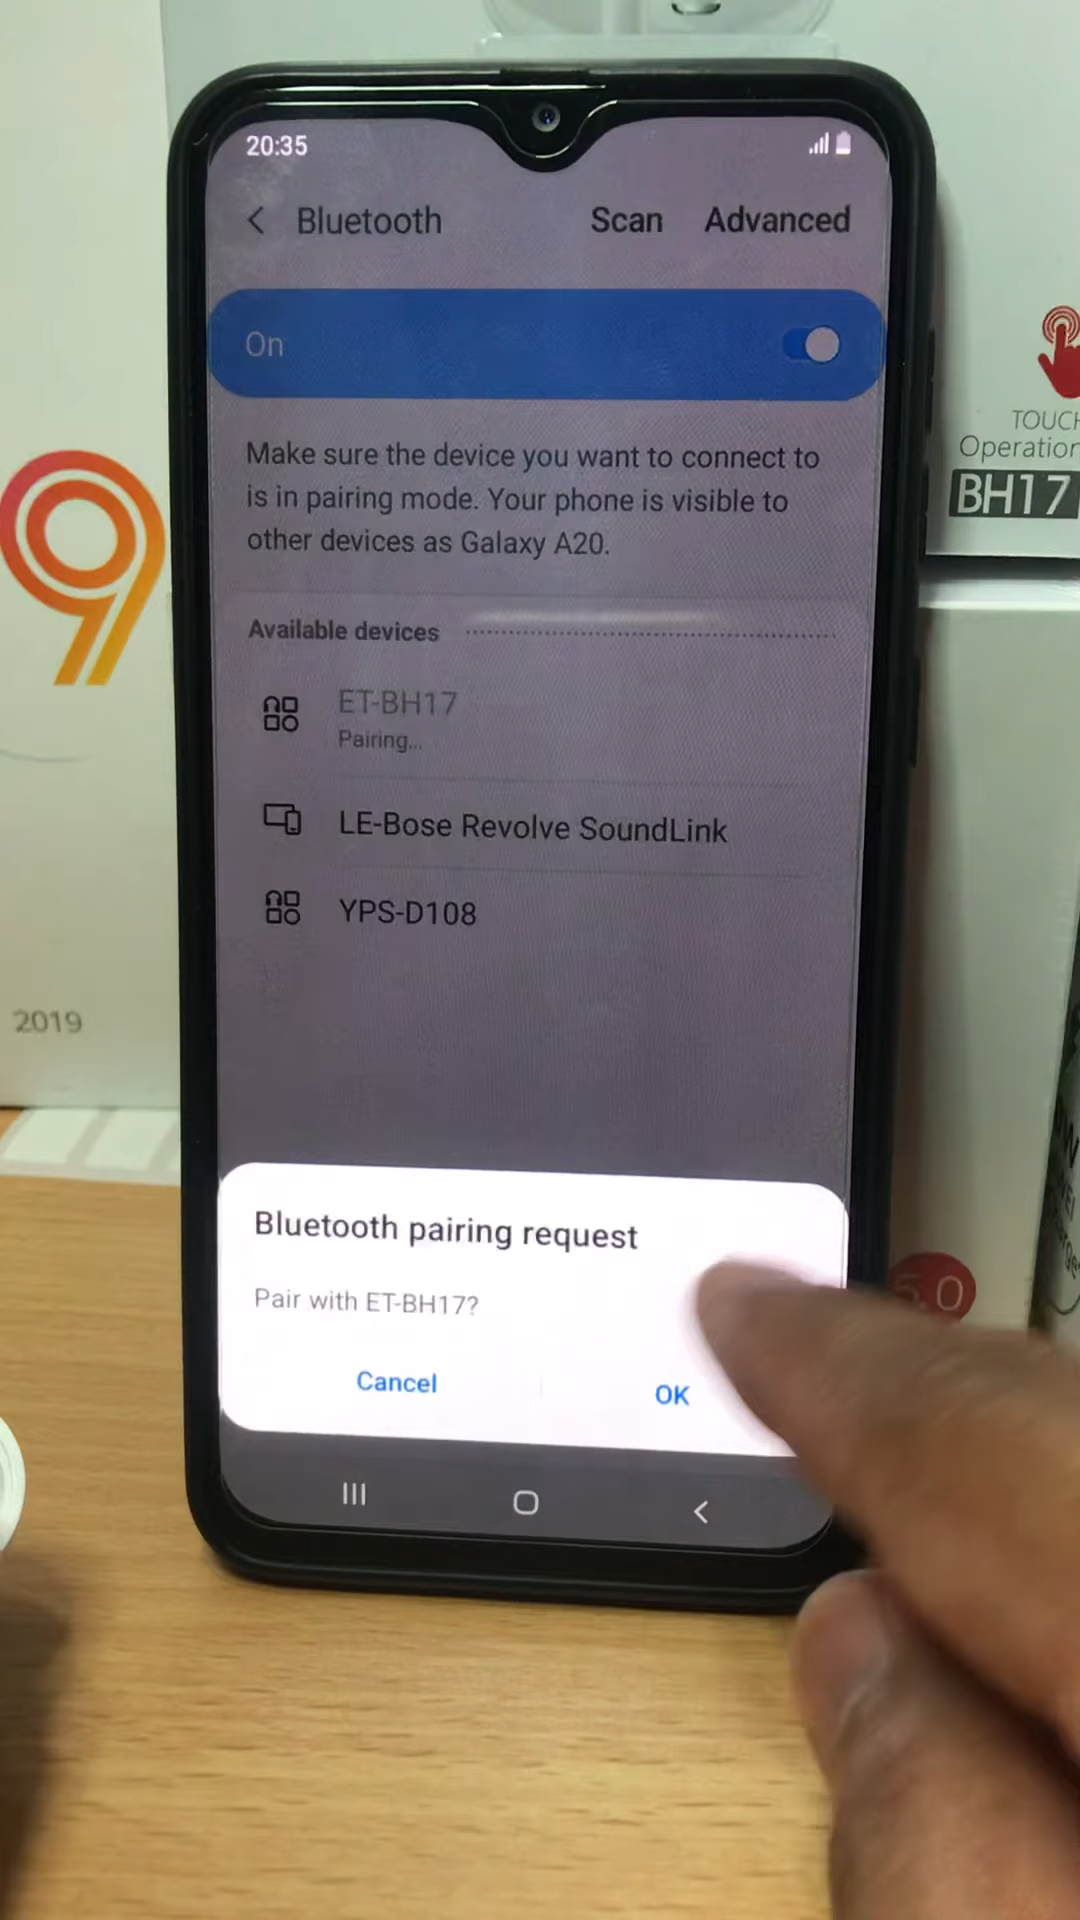 20:35
Bluetooth
Scan
Advanced
On
Make sure the device you want to connect to
is in pairing mode. Your phone is visible to
other devices as Galaxy A20.
Available devices
ET-BH17
Pairing...
LE-Bose Revolve SoundLink
YPS-D108
Bluetooth pairing request
Pair with ET-BH17?
Cancel
OK
9
2019
TOUCH
Operation
BH17
5.0